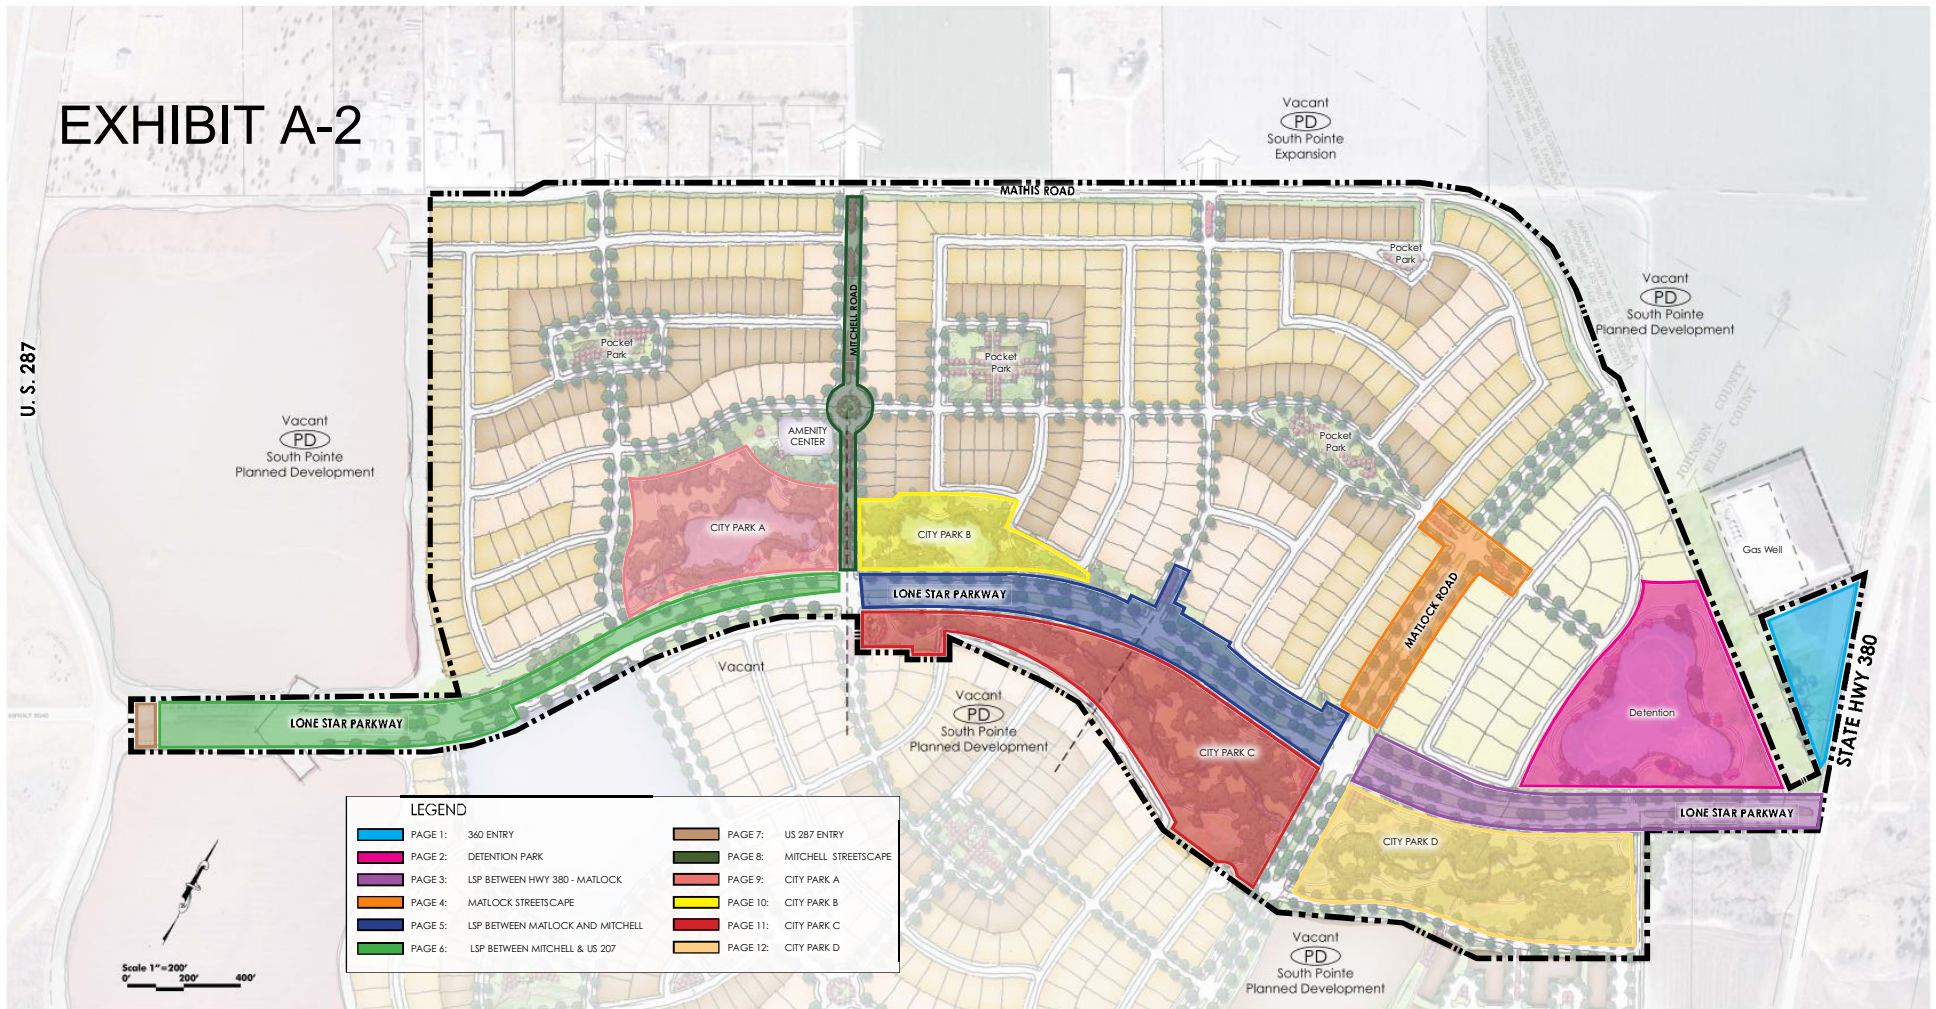 EXHIBIT A-2
Vacant
PD
South Pointe
Expansion
MATHIS ROAD
Pocket
Park
Vacant
PD
South Pointe
Planned Development
U. S. 287
MITCHELL ROAD
Pocket
Park
Pocket
Park
Vacant
PD
South Pointe
Planned Development
AMENITY
CENTER
Pocket
Park
JOHNSON COUNTY
ELLIS COUNT
CITY PARK A
CITY PARK B
Gas Well
LONE STAR PARKWAY
MATLOCK ROAD
STATE HWY 380
Vacant
Vacant
PD
South Pointe
Planned Development
Detention
LONE STAR PARKWAY
CITY PARK C
LONE STAR PARKWAY
CITY PARK D
LEGEND
PAGE 1: 360 ENTRY
PAGE 2: DETENTION PARK
PAGE 3: LSP BETWEEN HWY 380 - MATLOCK
PAGE 4: MATLOCK STREETSCAPE
PAGE 5: LSP BETWEEN MATLOCK AND MITCHELL
PAGE 6: LSP BETWEEN MITCHELL & US 207
PAGE 7: US 287 ENTRY
PAGE 8: MITCHELL STREETSCAPE
PAGE 9: CITY PARK A
PAGE 10: CITY PARK B
PAGE 11: CITY PARK C
PAGE 12: CITY PARK D
Vacant
PD
South Pointe
Planned Development
Scale 1"=200'
0' 200' 400'